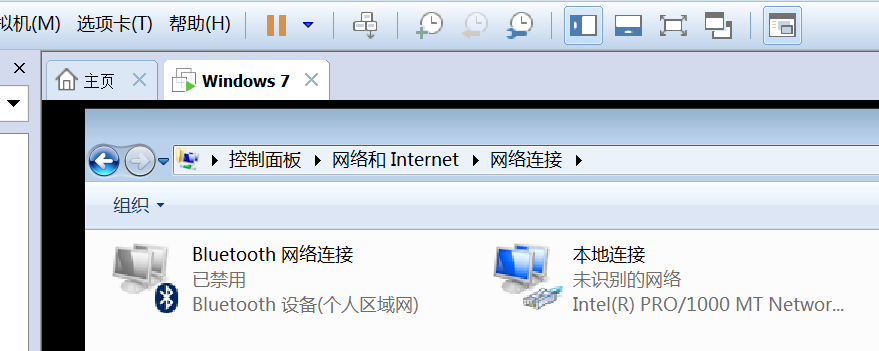 拟机(M) 选项卡(T) 帮助(H)
主页 Windows 7
控制面板 网络和 Internet 网络连接
组织
Bluetooth 网络连接 本地连接
已禁用 未识别的网络
Bluetooth 设备(个人区域网) Intel(R) PRO/1000 MT Networ...